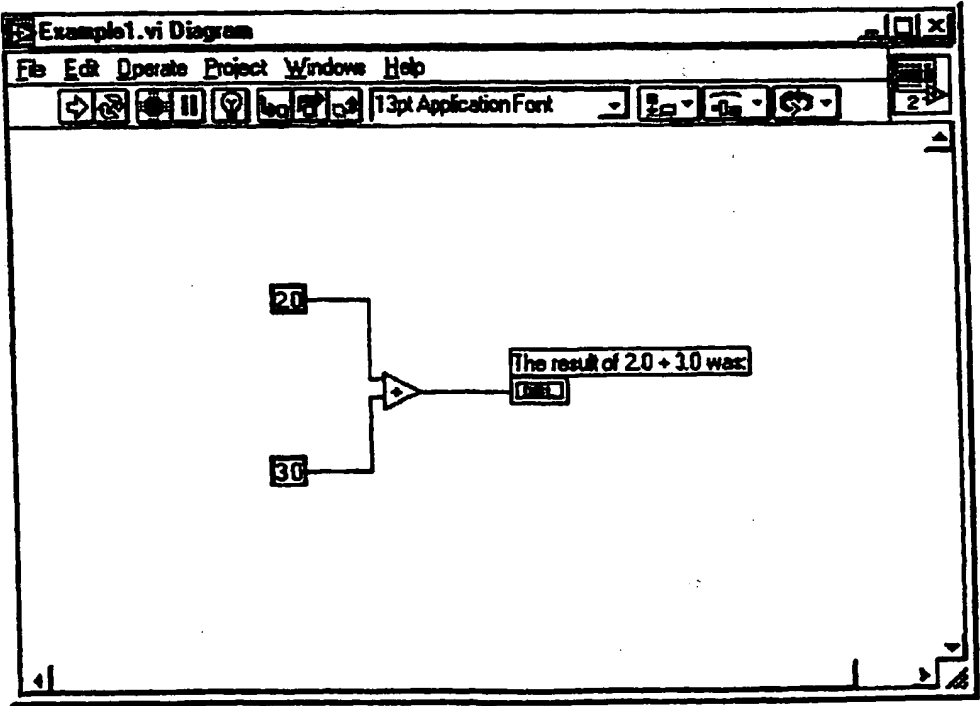 Example1.vi Diagram
File Edit Operate Project Windows Help
13pt Application Font
2
2.0
The result of 2.0 + 3.0 was:
+
3.0